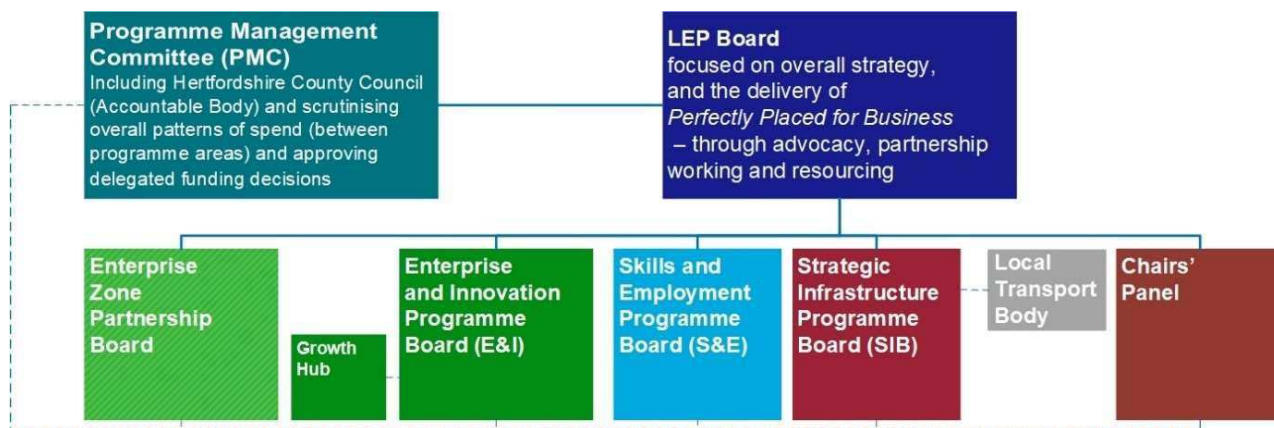 Programme Management
Committee (PMC)
Including Hertfordshire County Council
(Accountable Body) and scrutinising
overall patterns of spend (between
programme areas) and approving
delegated funding decisions
LEP Board
focused on overall strategy,
and the delivery of
Perfectly Placed for Business
– through advocacy, partnership
working and resourcing
Enterprise
Zone
Partnership
Board
Growth
Hub
Enterprise
and Innovation
Programme
Board (E&I)
Skills and
Employment
Programme
Board (S&E)
Strategic
Infrastructure
Programme
Board (SIB)
Local
Transport
Body
Chairs’
Panel